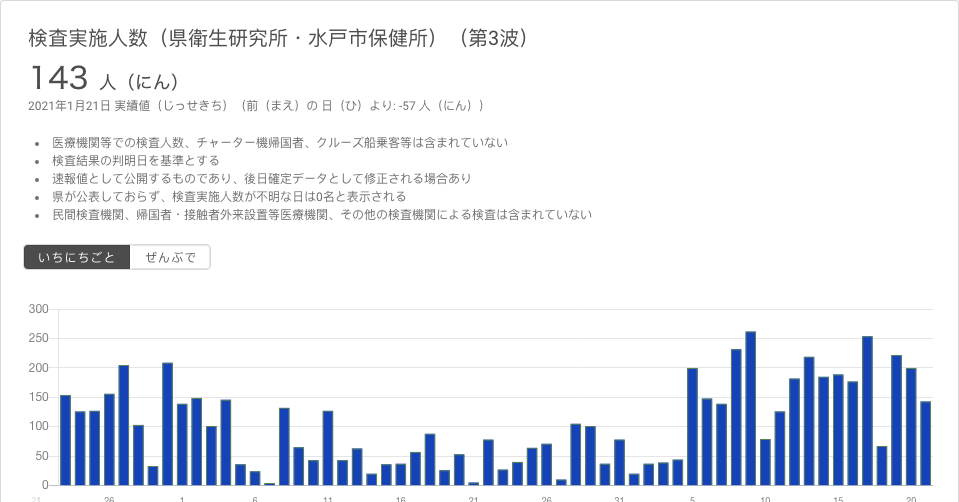 検査実施人数（県衛生研究所・水戸市保健所）（第3波）
143 人（にん）
2021年1月21日 実績値（じっせきち）（前（まえ）の 日（ひ）より: -57 人（にん））
医療機関等での検査人数、チャーター機帰国者、クルーズ船乗客等は含まれていない
検査結果の判明日を基準とする
速報値として公開するものであり、後日確定データとして修正される場合あり
県が公表しておらず、検査実施人数が不明な日は0名と表示される
民間検査機関、帰国者・接触者外来設置等医療機関、その他の検査機関による検査は含まれていない
いちにちごと ぜんぶで
300
250
200
150
100
50
0
21 26 1 6 11 16 21 26 31 5 10 15 20